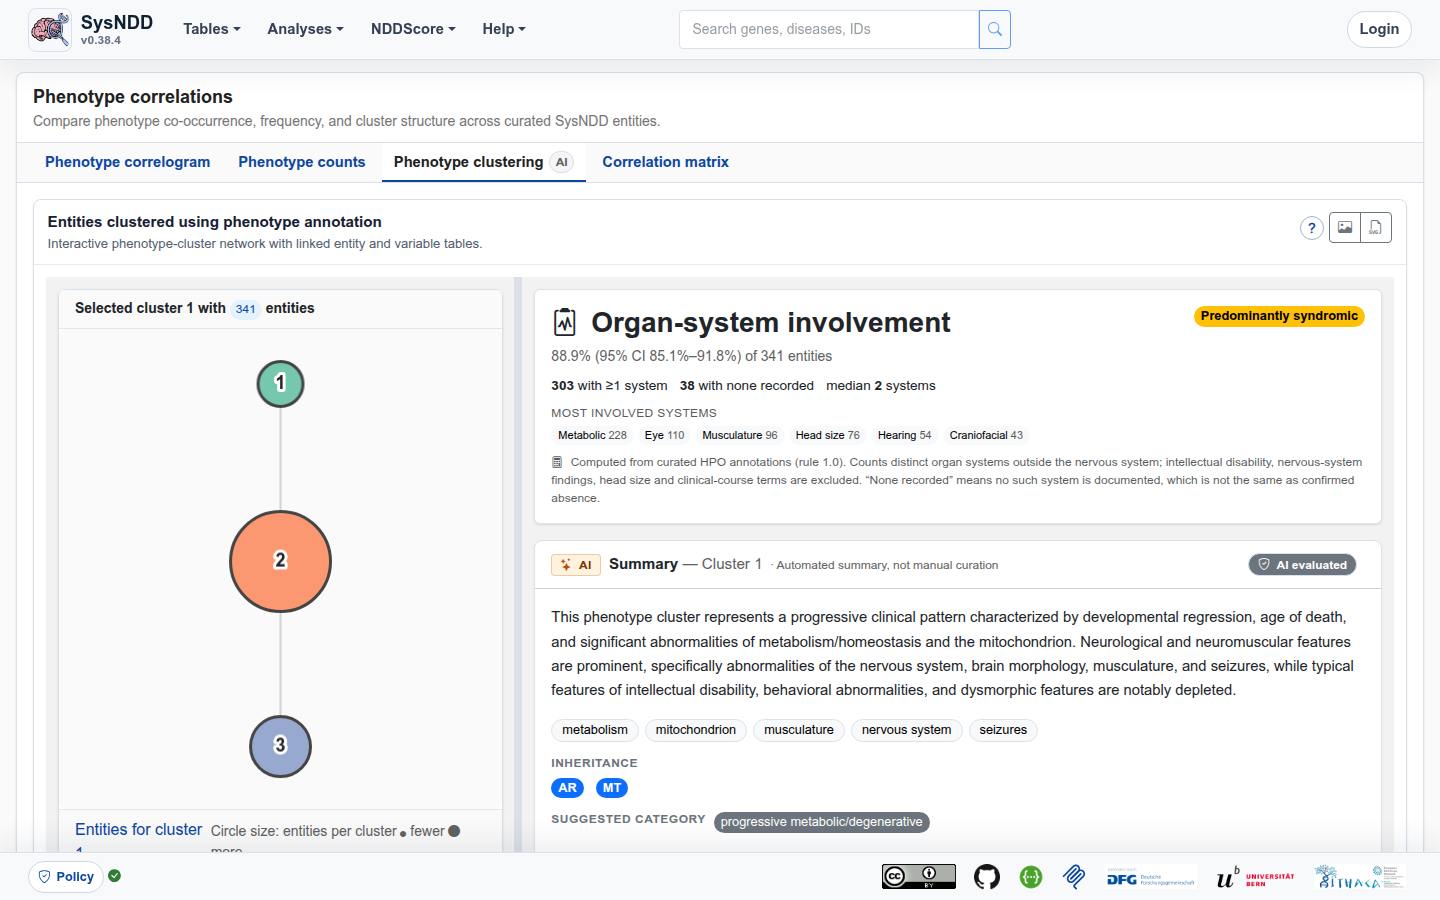 SysNDD
v0.38.4
Tables
Analyses
NDDScore
Help
Search genes, diseases, IDs
Login
Phenotype correlations
Compare phenotype co-occurrence, frequency, and cluster structure across curated SysNDD entities.
Phenotype correlogram
Phenotype counts
Phenotype clustering AI
Correlation matrix
Entities clustered using phenotype annotation
Interactive phenotype-cluster network with linked entity and variable tables.
?
SVG
Selected cluster 1 with 341 entities
1
2
3
Entities for cluster
Circle size: entities per cluster fewer
Organ-system involvement
Predominantly syndromic
88.9% (95% CI 85.1%–91.8%) of 341 entities
303 with ≥1 system 38 with none recorded median 2 systems
MOST INVOLVED SYSTEMS
Metabolic 228 Eye 110 Musculature 96 Head size 76 Hearing 54 Craniofacial 43
Computed from curated HPO annotations (rule 1.0). Counts distinct organ systems outside the nervous system; intellectual disability, nervous-system
findings, head size and clinical-course terms are excluded. “None recorded” means no such system is documented, which is not the same as confirmed
absence.
AI Summary — Cluster 1 · Automated summary, not manual curation
AI evaluated
This phenotype cluster represents a progressive clinical pattern characterized by developmental regression, age of death,
and significant abnormalities of metabolism/homeostasis and the mitochondrion. Neurological and neuromuscular features
are prominent, specifically abnormalities of the nervous system, brain morphology, musculature, and seizures, while typical
features of intellectual disability, behavioral abnormalities, and dysmorphic features are notably depleted.
metabolism mitochondrion musculature nervous system seizures
INHERITANCE
AR MT
SUGGESTED CATEGORY progressive metabolic/degenerative
Policy
CC BY
DFG Deutsche
Forschungsgemeinschaft
u b UNIVERSITÄT
BERN
ITHACA